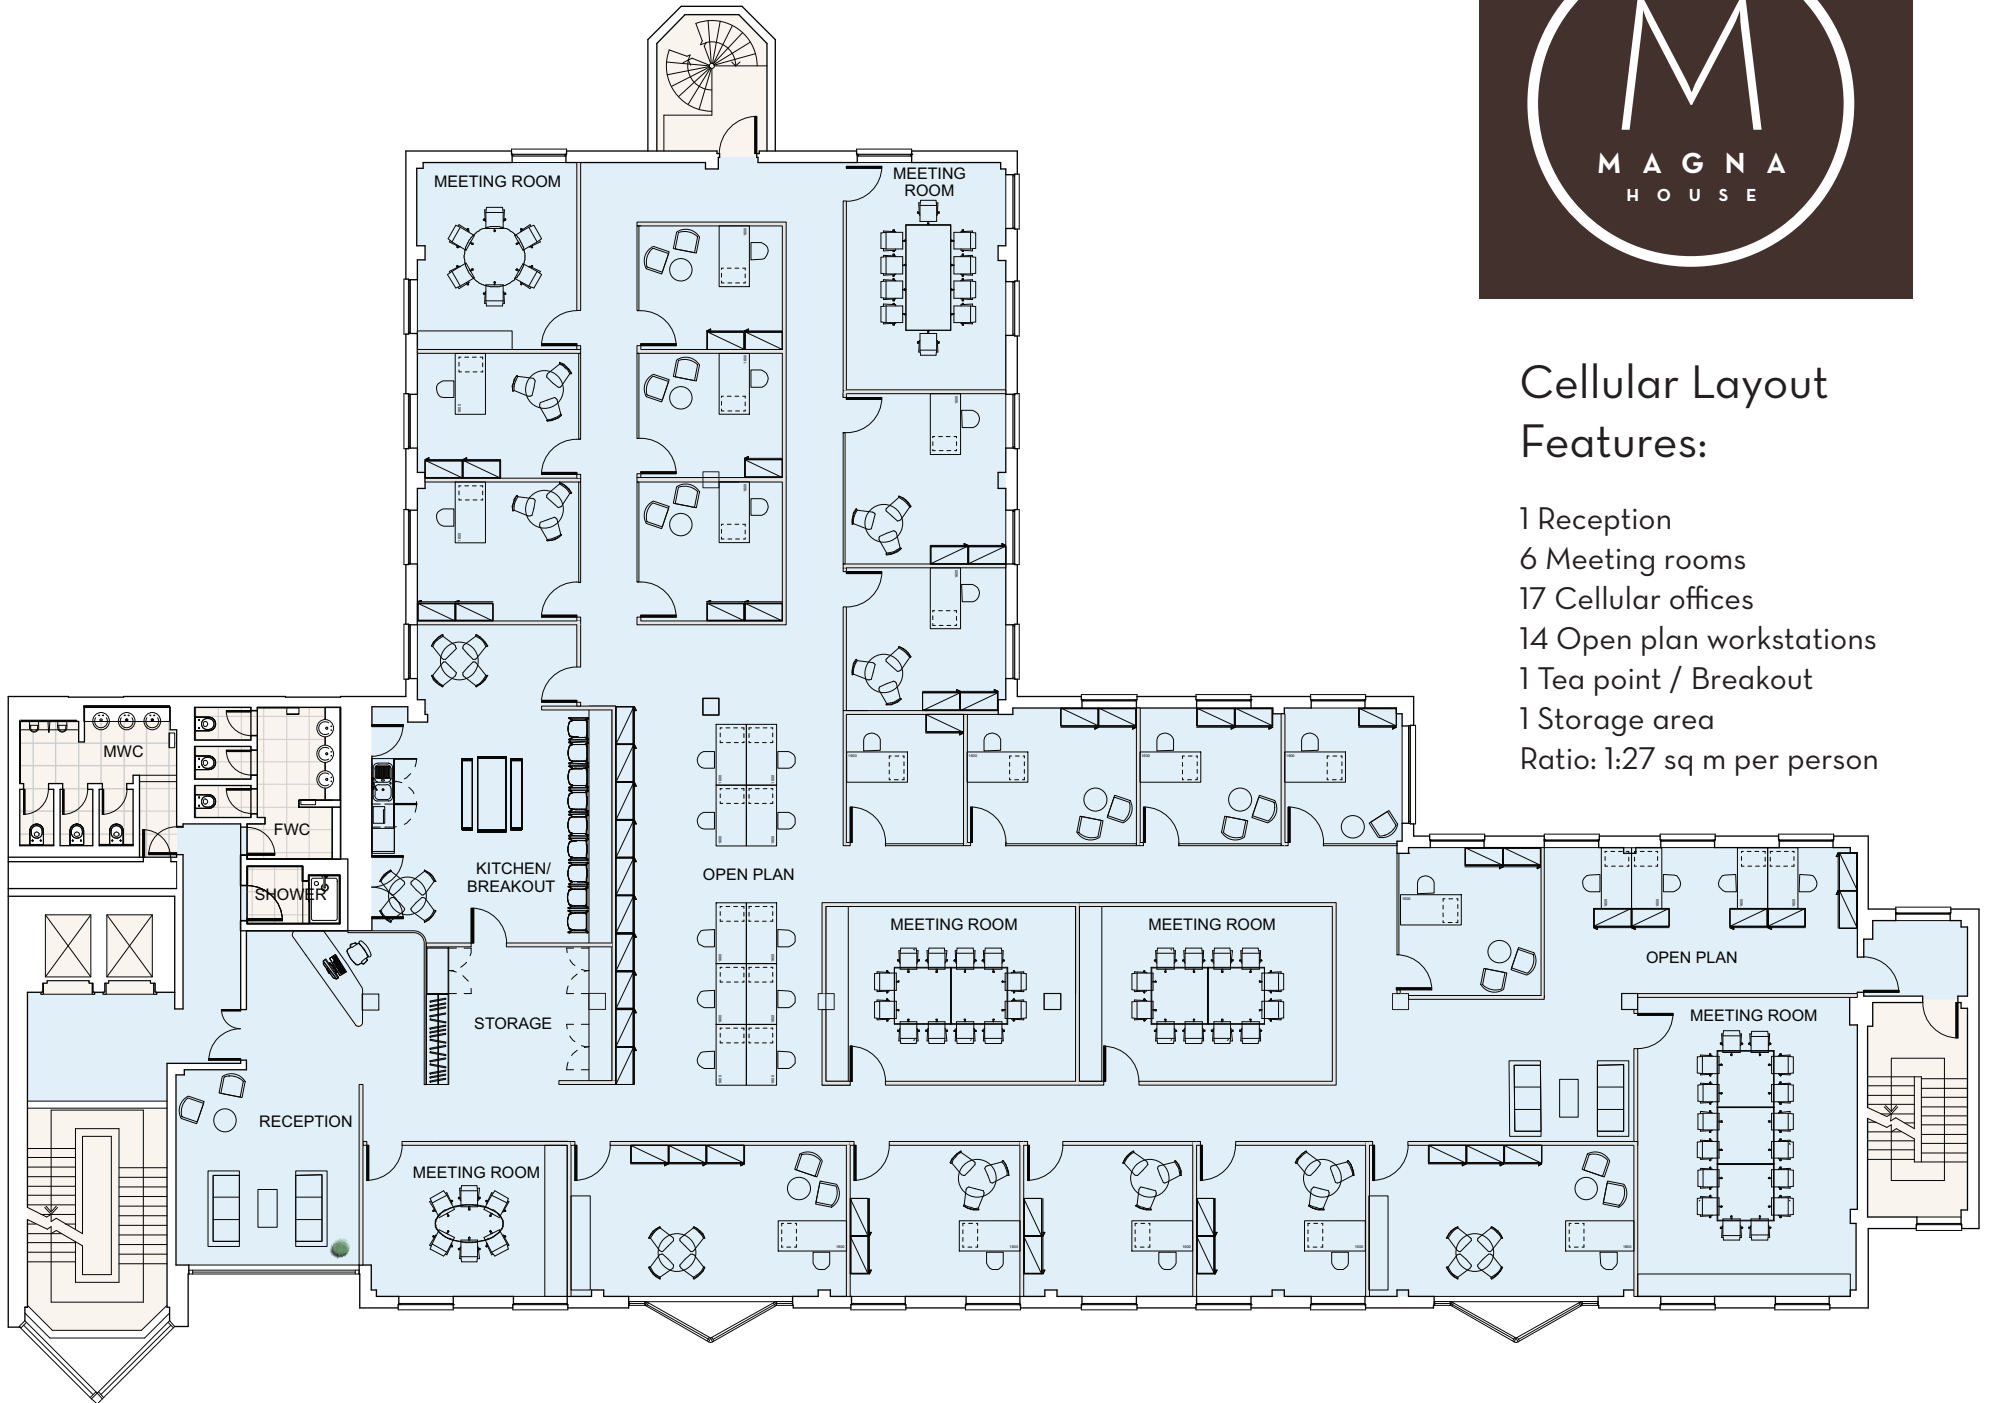 M
MAGNA
HOUSE
Cellular Layout
Features:
1 Reception
6 Meeting rooms
17 Cellular offices
14 Open plan workstations
1 Tea point / Breakout
1 Storage area
Ratio: 1:27 sq m per person
MEETING ROOM
MEETING
ROOM
MWC
FWC
SHOWER
KITCHEN/
BREAKOUT
OPEN PLAN
MEETING ROOM
MEETING ROOM
OPEN PLAN
STORAGE
MEETING ROOM
RECEPTION
MEETING ROOM